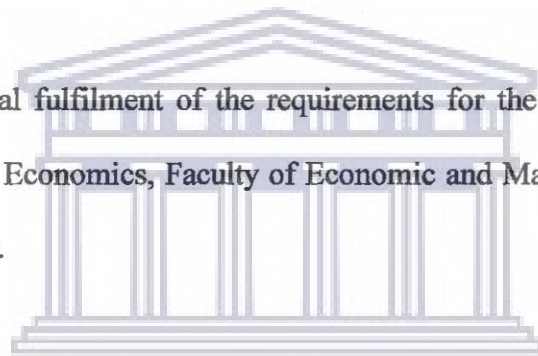 al fulfilment of the requirements for the
Economics, Faculty of Economic and Ma